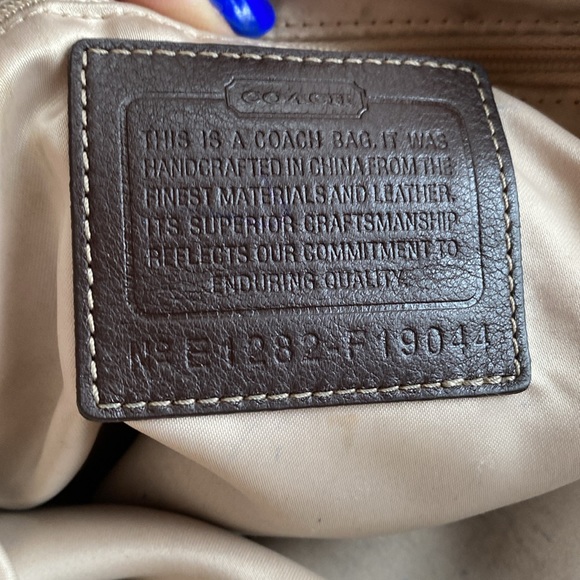 COACH
THIS IS A COACH BAG. IT WAS
HANDCRAFTED IN CHINA FROM THE
FINEST MATERIALS AND LEATHER.
ITS SUPERIOR CRAFTSMANSHIP
REFLECTS OUR COMMITMENT TO
ENDURING QUALITY.
No E1282-F19044